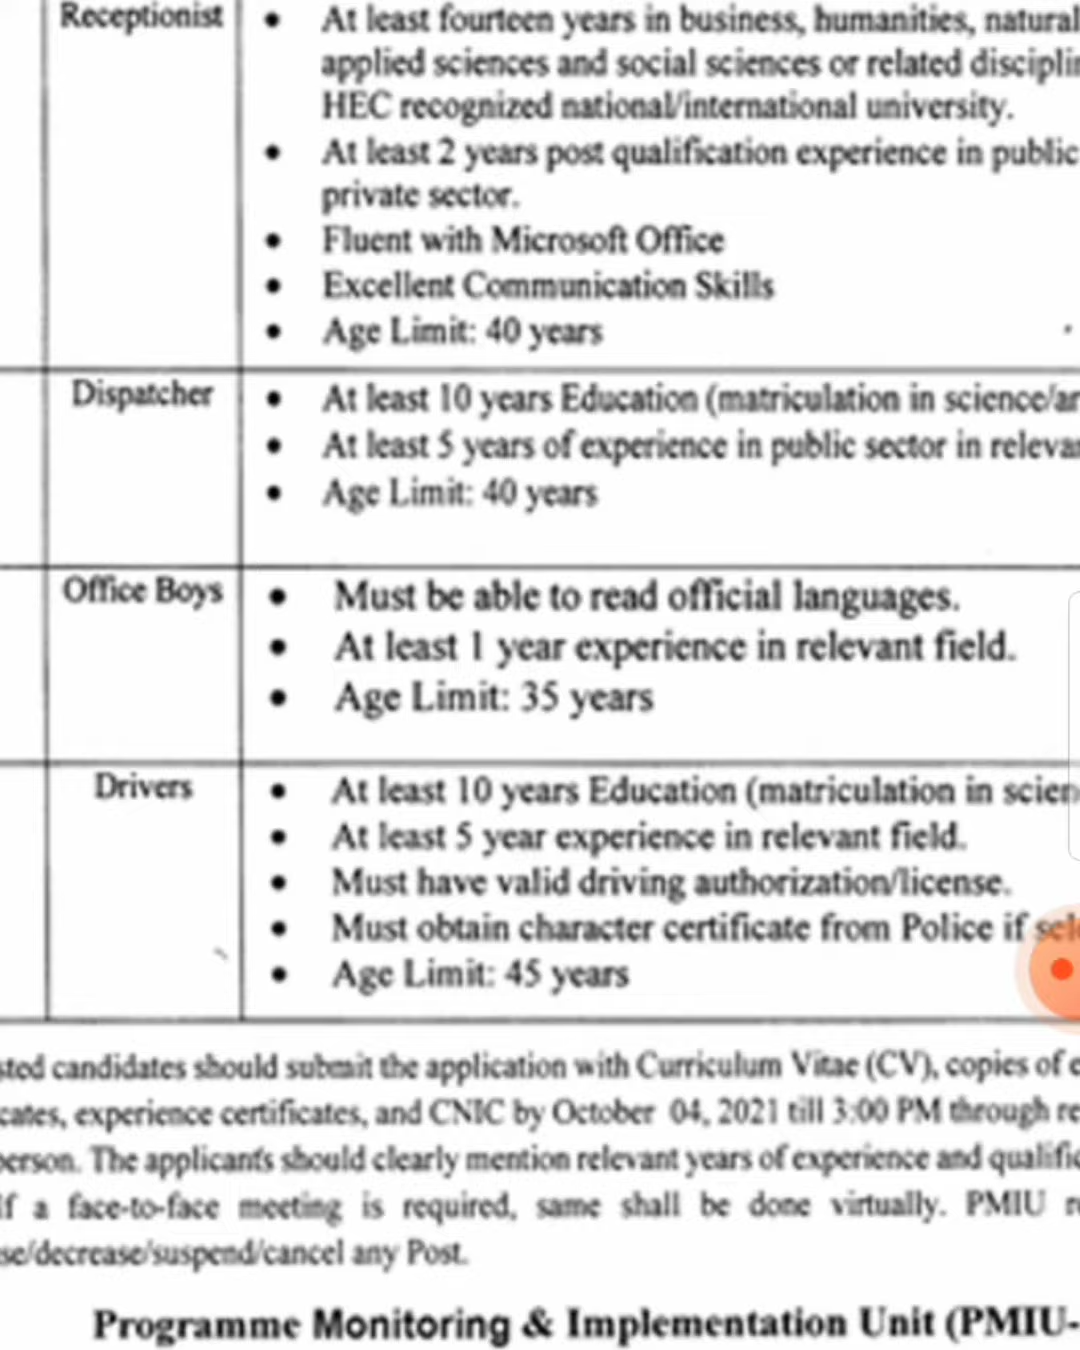 Receptionist
• At least fourteen years in business, humanities, natural
applied sciences and social sciences or related disciplin
HEC recognized national/international university.
• At least 2 years post qualification experience in public
private sector.
• Fluent with Microsoft Office
• Excellent Communication Skills
• Age Limit: 40 years
Dispatcher
• At least 10 years Education (matriculation in science/ar
• At least 5 years of experience in public sector in relevan
• Age Limit: 40 years
Office Boys
• Must be able to read official languages.
• At least 1 year experience in relevant field.
• Age Limit: 35 years
Drivers
• At least 10 years Education (matriculation in scien
• At least 5 year experience in relevant field.
• Must have valid driving authorization/license.
• Must obtain character certificate from Police if sele
• Age Limit: 45 years
sted candidates should submit the application with Curriculum Vitae (CV), copies of e
cates, experience certificates, and CNIC by October 04, 2021 till 3:00 PM through re
person. The applicants should clearly mention relevant years of experience and qualific
If a face-to-face meeting is required, same shall be done virtually. PMIU r
se/decrease/suspend/cancel any Post.
Programme Monitoring & Implementation Unit (PMIU-